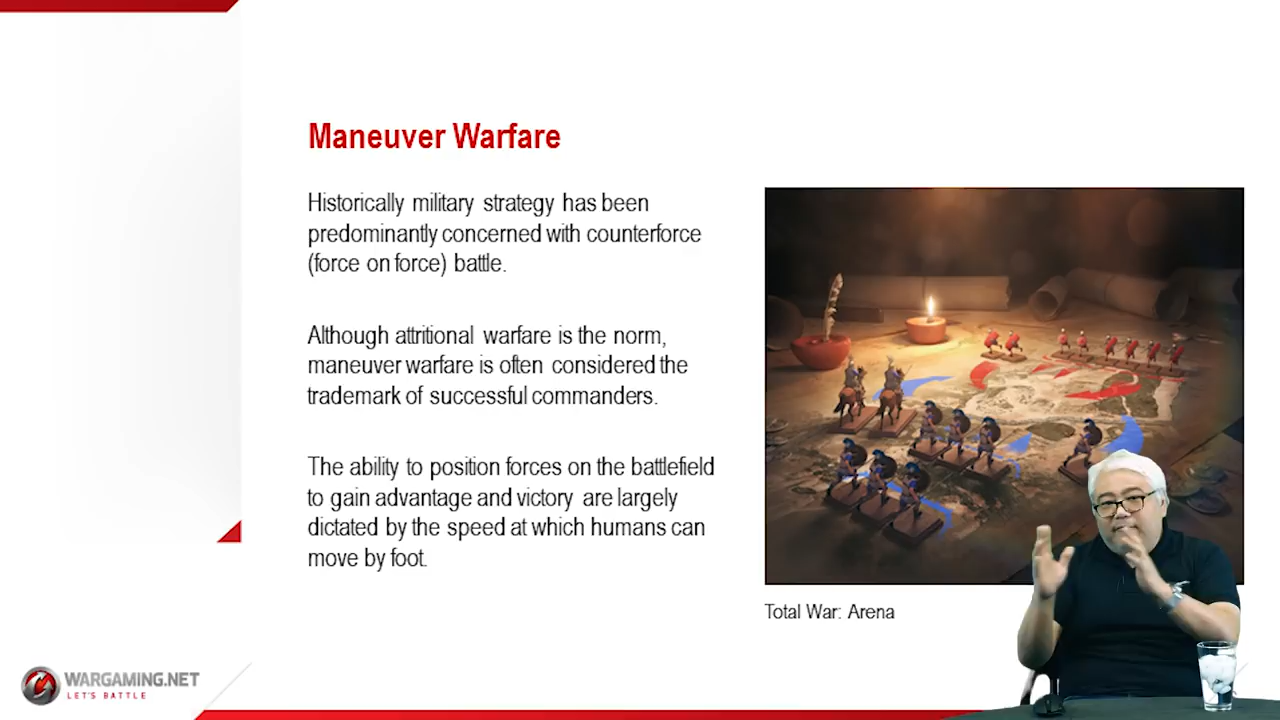 Maneuver Warfare
Historically military strategy has been
predominantly concerned with counterforce
(force on force) battle.
Although attritional warfare is the norm,
maneuver warfare is often considered the
trademark of successful commanders.
The ability to position forces on the battlefield
to gain advantage and victory are largely
dictated by the speed at which humans can
move by foot.
Total War: Arena
WARGAMING.NET
LET'S BATTLE